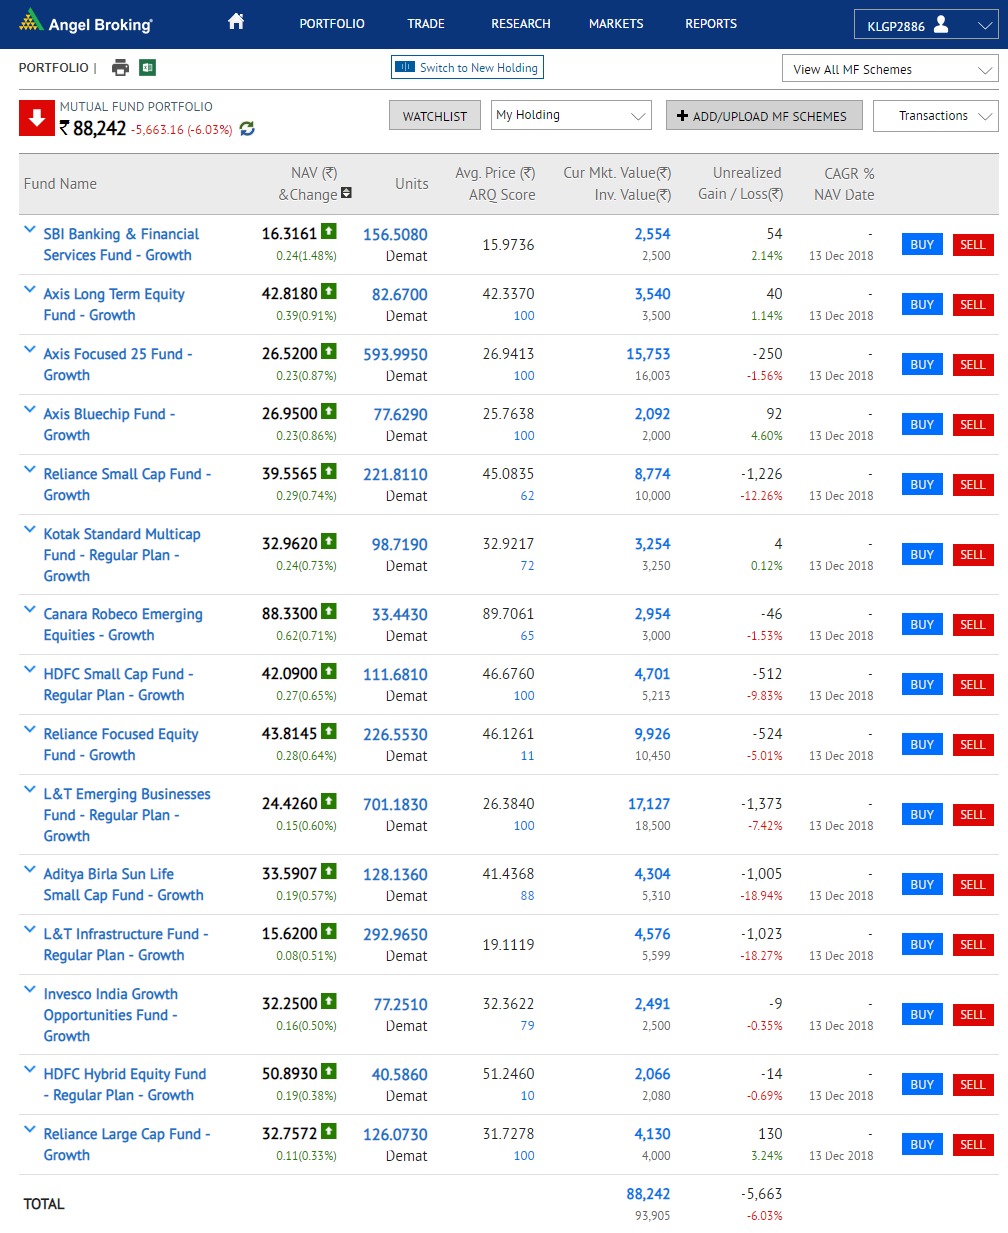 Angel Broking PORTFOLIO TRADE RESEARCH MARKETS REPORTS KLGP2886
PORTFOLIO | Switch to New Holding View All MF Schemes
MUTUAL FUND PORTFOLIO
₹ 88,242 -5,663.16 (-6.03%) WATCHLIST My Holding ADD/UPLOAD MF SCHEMES Transactions
Fund Name NAV (₹) &Change Units Avg. Price (₹) ARQ Score Cur Mkt. Value(₹) Inv. Value(₹) Unrealized Gain / Loss(₹) CAGR % NAV Date
SBI Banking & Financial 16.3161 156.5080 15.9736 2,554 54 - BUY SELL
Services Fund - Growth 0.24(1.48%) Demat 2,500 2.14% 13 Dec 2018
Axis Long Term Equity 42.8180 82.6700 42.3370 3,540 40 - BUY SELL
Fund - Growth 0.39(0.91%) Demat 100 3,500 1.14% 13 Dec 2018
Axis Focused 25 Fund - 26.5200 593.9950 26.9413 15,753 -250 - BUY SELL
Growth 0.23(0.87%) Demat 100 16,003 -1.56% 13 Dec 2018
Axis Bluechip Fund - 26.9500 77.6290 25.7638 2,092 92 - BUY SELL
Growth 0.23(0.86%) Demat 100 2,000 4.60% 13 Dec 2018
Reliance Small Cap Fund - 39.5565 221.8110 45.0835 8,774 -1,226 - BUY SELL
Growth 0.29(0.74%) Demat 62 10,000 -12.26% 13 Dec 2018
Kotak Standard Multicap 32.9620 98.7190 32.9217 3,254 4 - BUY SELL
Fund - Regular Plan - 0.24(0.73%) Demat 72 3,250 0.12% 13 Dec 2018
Growth
Canara Robeco Emerging 88.3300 33.4430 89.7061 2,954 -46 - BUY SELL
Equities - Growth 0.62(0.71%) Demat 65 3,000 -1.53% 13 Dec 2018
HDFC Small Cap Fund - 42.0900 111.6810 46.6760 4,701 -512 - BUY SELL
Regular Plan - Growth 0.27(0.65%) Demat 100 5,213 -9.83% 13 Dec 2018
Reliance Focused Equity 43.8145 226.5530 46.1261 9,926 -524 - BUY SELL
Fund - Growth 0.28(0.64%) Demat 11 10,450 -5.01% 13 Dec 2018
L&T Emerging Businesses 24.4260 701.1830 26.3840 17,127 -1,373 - BUY SELL
Fund - Regular Plan - 0.15(0.60%) Demat 100 18,500 -7.42% 13 Dec 2018
Growth
Aditya Birla Sun Life 33.5907 128.1360 41.4368 4,304 -1,005 - BUY SELL
Small Cap Fund - Growth 0.19(0.57%) Demat 88 5,310 -18.94% 13 Dec 2018
L&T Infrastructure Fund - 15.6200 292.9650 19.1119 4,576 -1,023 - BUY SELL
Regular Plan - Growth 0.08(0.51%) Demat 5,599 -18.27% 13 Dec 2018
Invesco India Growth 32.2500 77.2510 32.3622 2,491 -9 - BUY SELL
Opportunities Fund - 0.16(0.50%) Demat 79 2,500 -0.35% 13 Dec 2018
Growth
HDFC Hybrid Equity Fund 50.8930 40.5860 51.2460 2,066 -14 - BUY SELL
- Regular Plan - Growth 0.19(0.38%) Demat 10 2,080 -0.69% 13 Dec 2018
Reliance Large Cap Fund - 32.7572 126.0730 31.7278 4,130 130 - BUY SELL
Growth 0.11(0.33%) Demat 100 4,000 3.24% 13 Dec 2018
TOTAL 88,242 -5,663
93,905 -6.03%